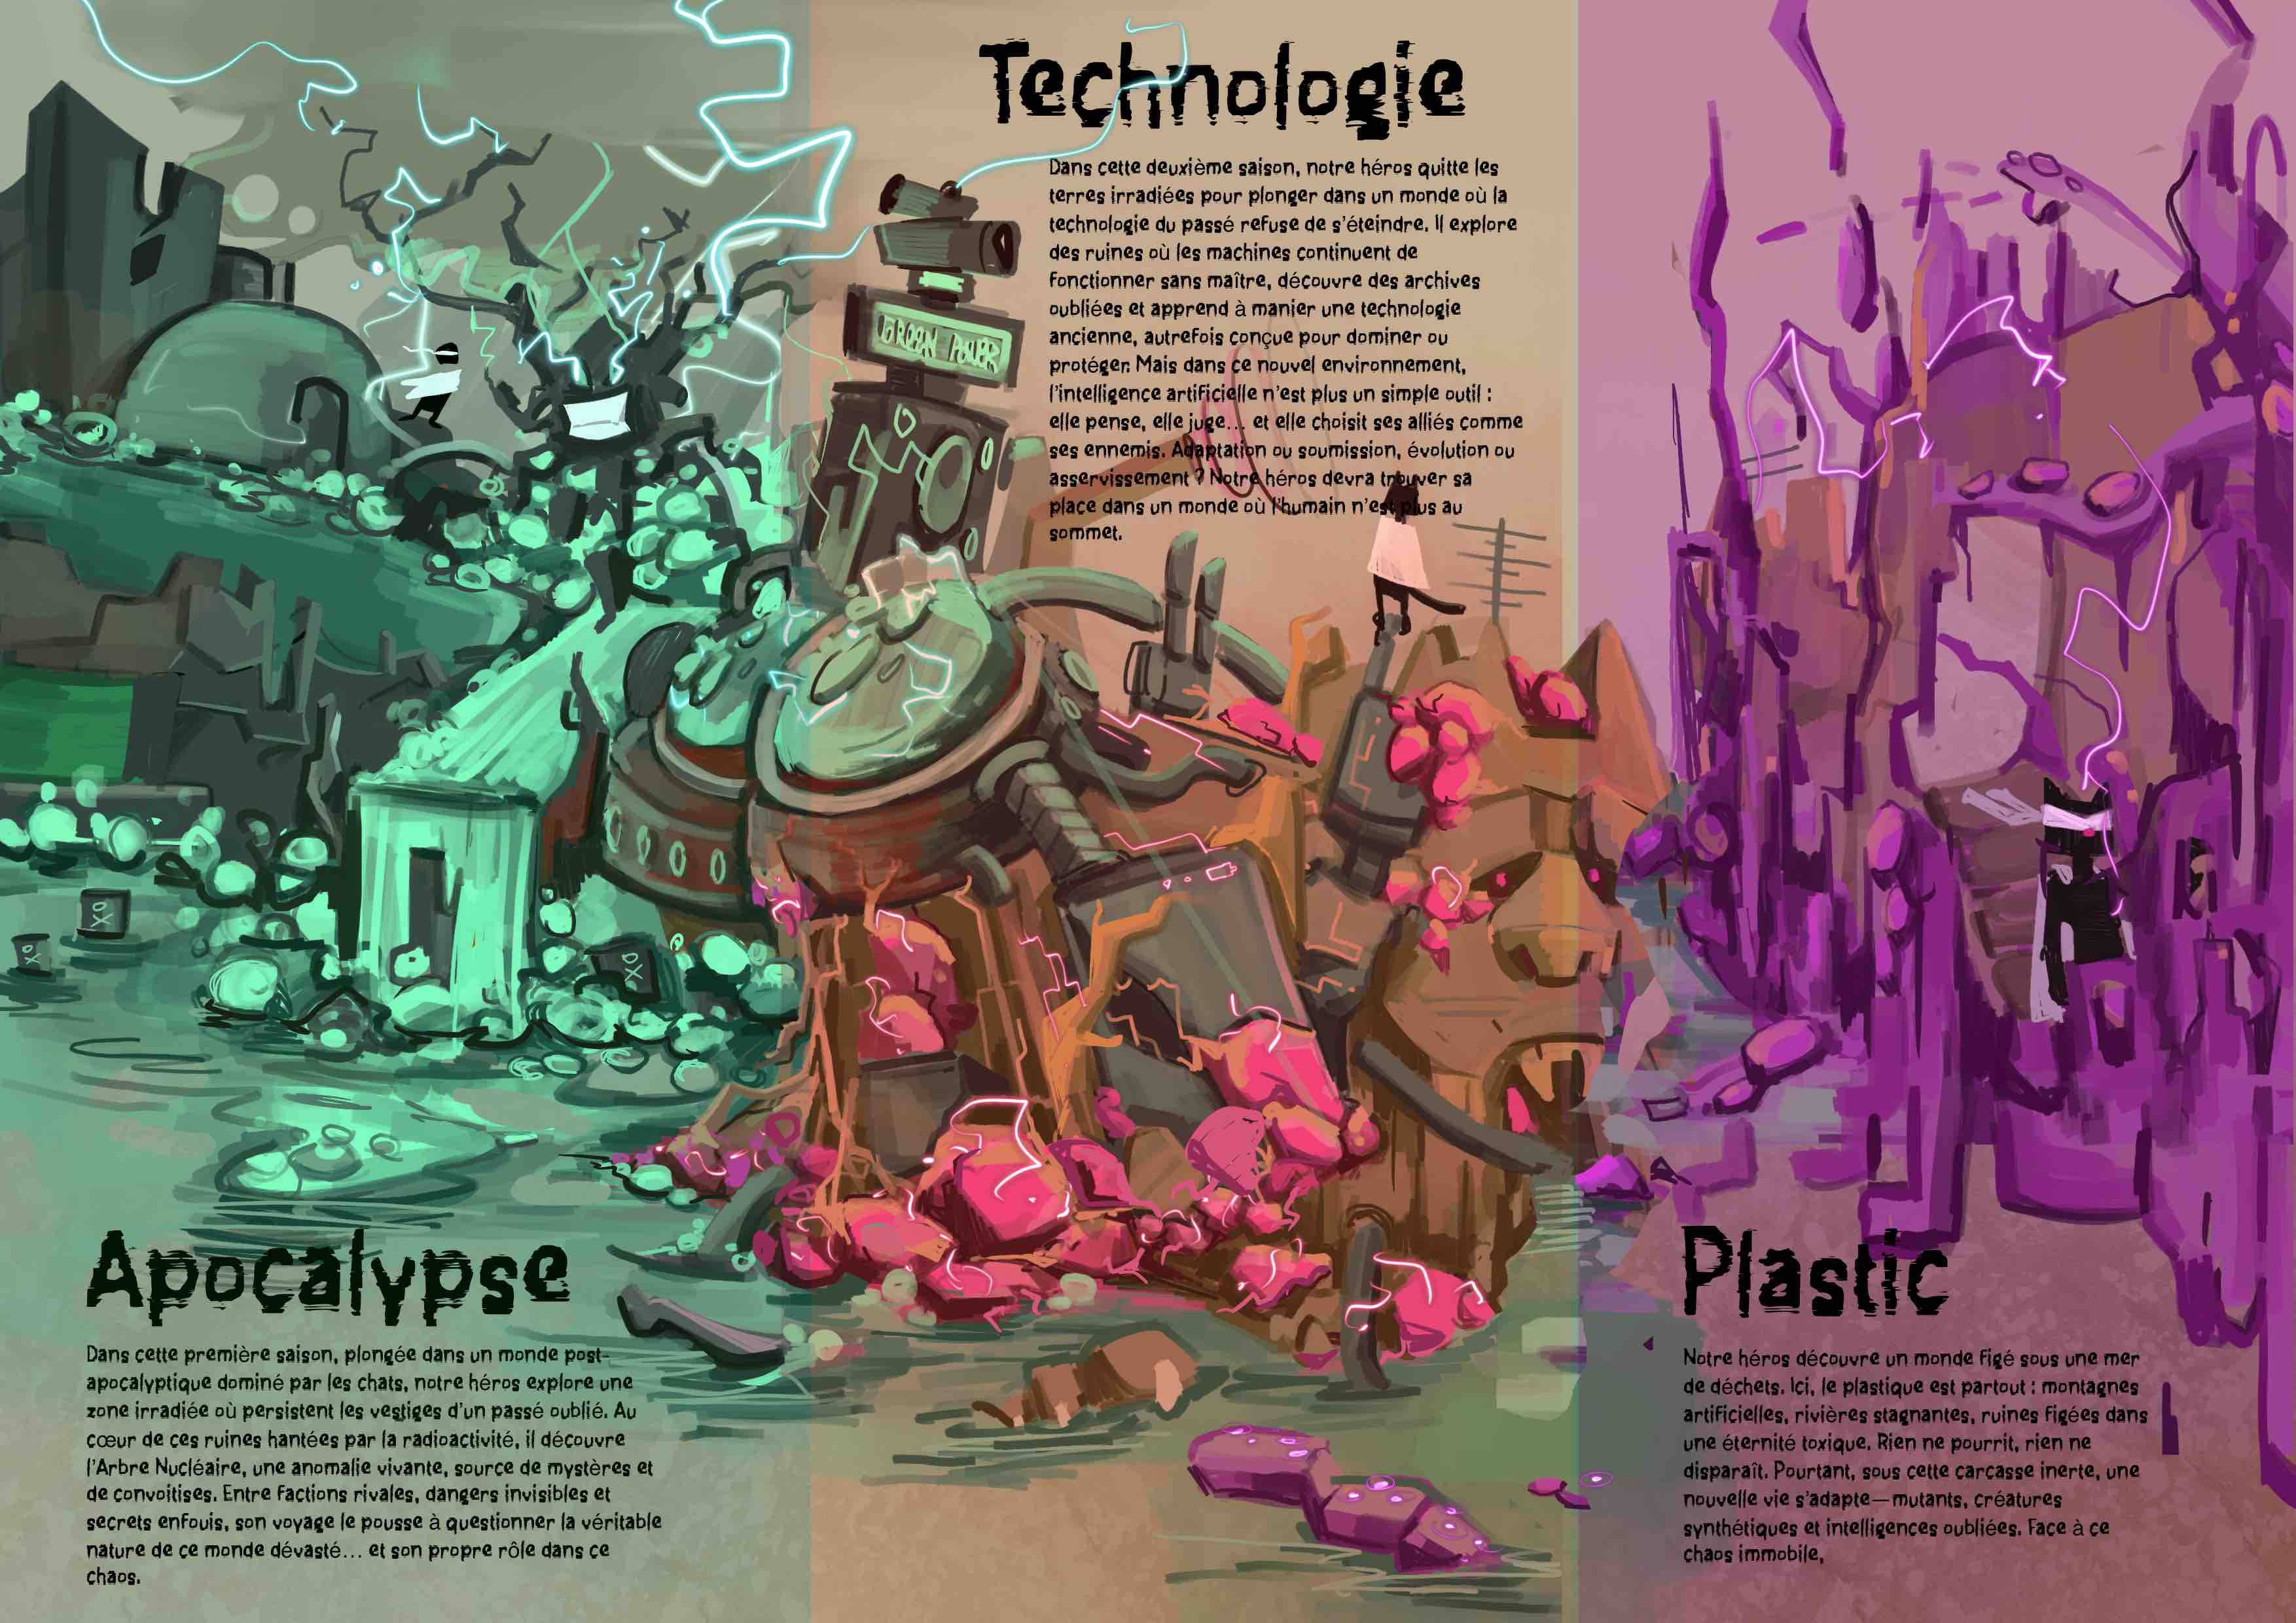 Technologie
Dans cette deuxième saison, notre héros quitte les
terres irradiées pour plonger dans un monde où la
technologie du passé refuse de s'éteindre. Il explore
des ruines où les machines continuent de
fonctionner sans maître, découvre des archives
oubliées et apprend à manier une technologie
ancienne, autrefois conçue pour dominer ou
protéger. Mais dans ce nouvel environnement,
l'intelligence artificielle n'est plus un simple outil :
elle pense, elle juge… et elle choisit ses alliés comme
ses ennemis. Adaptation ou soumission, évolution ou
asservissement ? Notre héros devra trouver sa
place dans un monde où l'humain n'est plus au
sommet.
GREEN POWER
OX
OX
OX
Apocalypse
Dans cette première saison, plongée dans un monde post-
apocalyptique dominé par les chats, notre héros explore une
zone irradiée où persistent les vestiges d'un passé oublié. Au
cœur de ces ruines hantées par la radioactivité, il découvre
l'Arbre Nucléaire, une anomalie vivante, source de mystères et
de convoitises. Entre factions rivales, dangers invisibles et
secrets enfouis, son voyage le pousse à questionner la véritable
nature de ce monde dévasté… et son propre rôle dans ce
chaos.
Plastic
Notre héros découvre un monde figé sous une mer
de déchets. Ici, le plastique est partout : montagnes
artificielles, rivières stagnantes, ruines figées dans
une éternité toxique. Rien ne pourrit, rien ne
disparaît. Pourtant, sous cette carcasse inerte, une
nouvelle vie s'adapte—mutants, créatures
synthétiques et intelligences oubliées. Face à ce
chaos immobile,